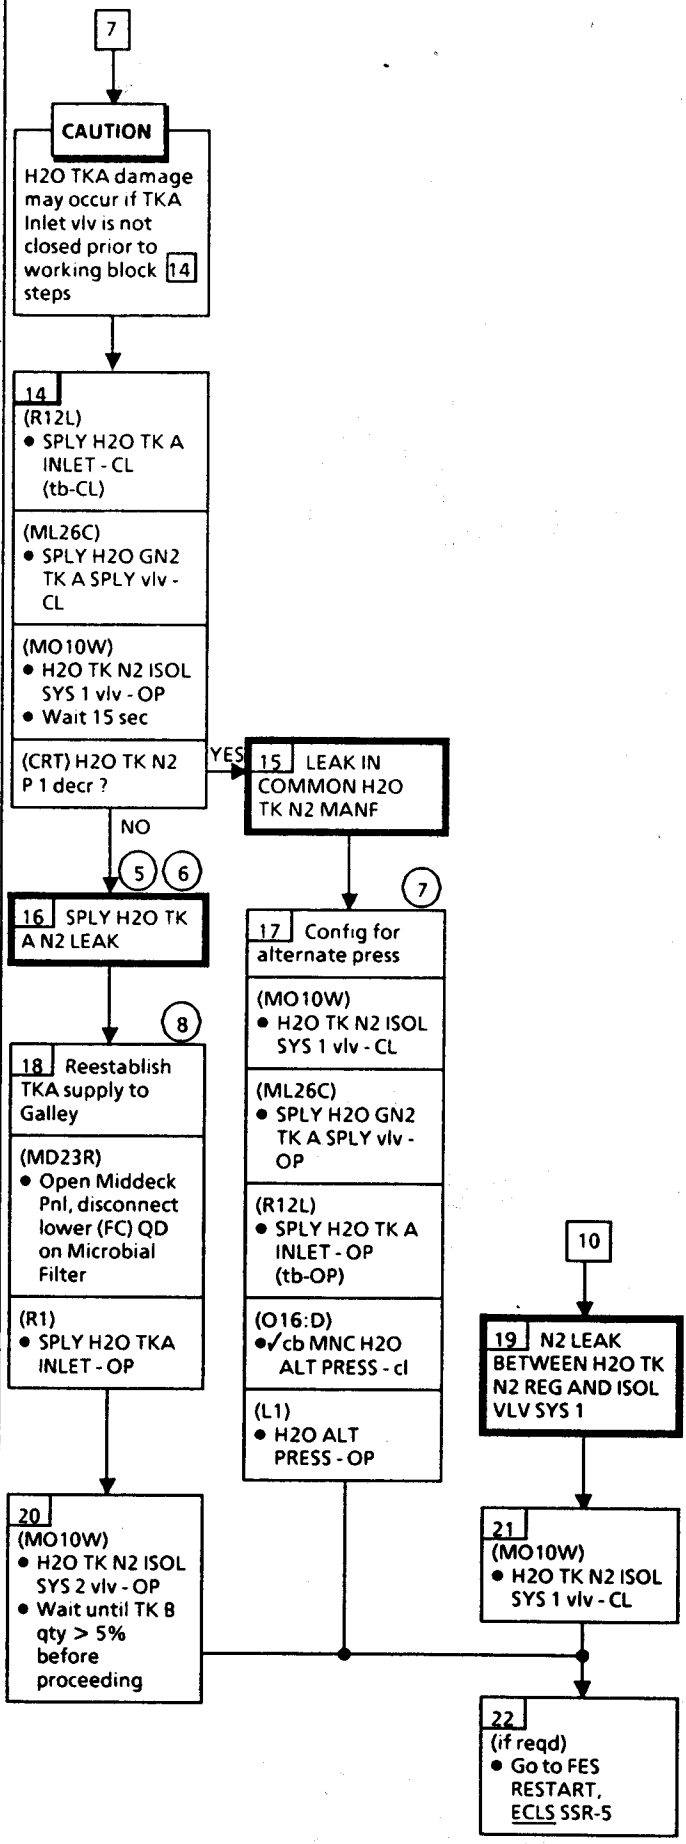 7
CAUTION
H2O TKA damage
may occur if TKA
Inlet vlv is not
closed prior to
working block 14
steps
14
(R12L)
• SPLY H2O TK A
INLET - CL
(tb-CL)
(ML26C)
• SPLY H2O GN2
TK A SPLY vlv -
CL
(MO10W)
• H2O TK N2 ISOL
SYS 1 vlv - OP
• Wait 15 sec
(CRT) H2O TK N2
P 1 decr ?
YES
NO
15 LEAK IN
COMMON H2O
TK N2 MANF
5 6
16 SPLY H2O TK
A N2 LEAK
7
17 Config for
alternate press
(MO10W)
• H2O TK N2 ISOL
SYS 1 vlv - CL
(ML26C)
• SPLY H2O GN2
TK A SPLY vlv -
OP
(R12L)
• SPLY H2O TK A
INLET - OP
(tb-OP)
(O16:D)
•✓cb MNC H2O
ALT PRESS - cl
(L1)
• H2O ALT
PRESS - OP
8
18 Reestablish
TKA supply to
Galley
(MD23R)
• Open Middeck
Pnl, disconnect
lower (FC) QD
on Microbial
Filter
(R1)
• SPLY H2O TKA
INLET - OP
20
(MO10W)
• H2O TK N2 ISOL
SYS 2 vlv - OP
• Wait until TK B
qty > 5%
before
proceeding
10
19 N2 LEAK
BETWEEN H2O TK
N2 REG AND ISOL
VLV SYS 1
21
(MO10W)
• H2O TK N2 ISOL
SYS 1 vlv - CL
22
(if reqd)
• Go to FES
RESTART,
ECLS SSR-5